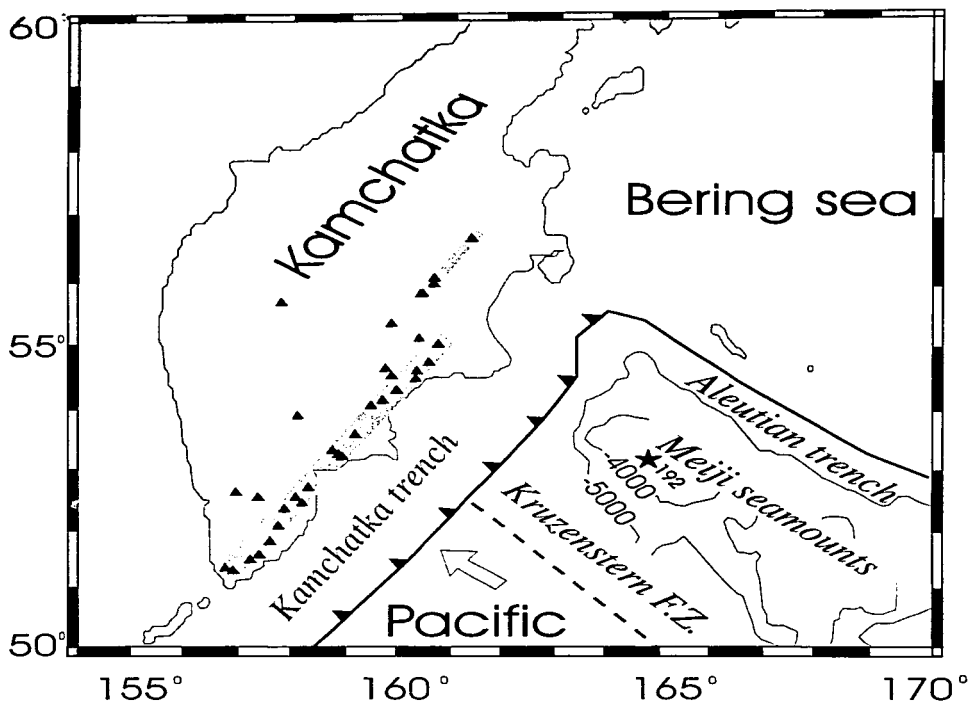 60°
Kamchatka
Bering sea
55°
Aleutian trench
Meiji seamounts
192
-4000
-5000
Kamchatka trench
Kruzenstern F.Z.
Pacific
50°
155° 160° 165° 170°